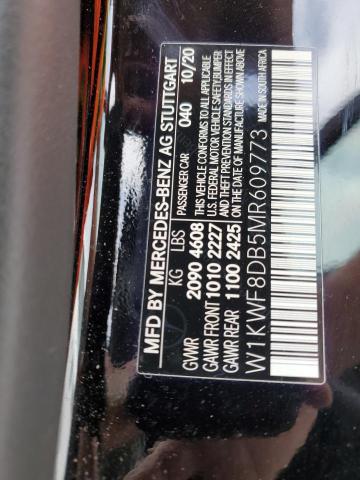 MFD BY MERCEDES-BENZ AG STUTTGART
PASSENGER CAR 040 10/20
KG LBS
GVWR 2090 4608
GAWR FRONT 1010 2227
GAWR REAR 1100 2425
THIS VEHICLE CONFORMS TO ALL APPLICABLE
U.S. FEDERAL MOTOR VEHICLE SAFETY,BUMPER
AND THEFT PREVENTION STANDARDS IN EFFECT
ON THE DATE OF MANUFACTURE SHOWN ABOVE
W1KWF8DB5MR609773
MADE IN SOUTH AFRICA